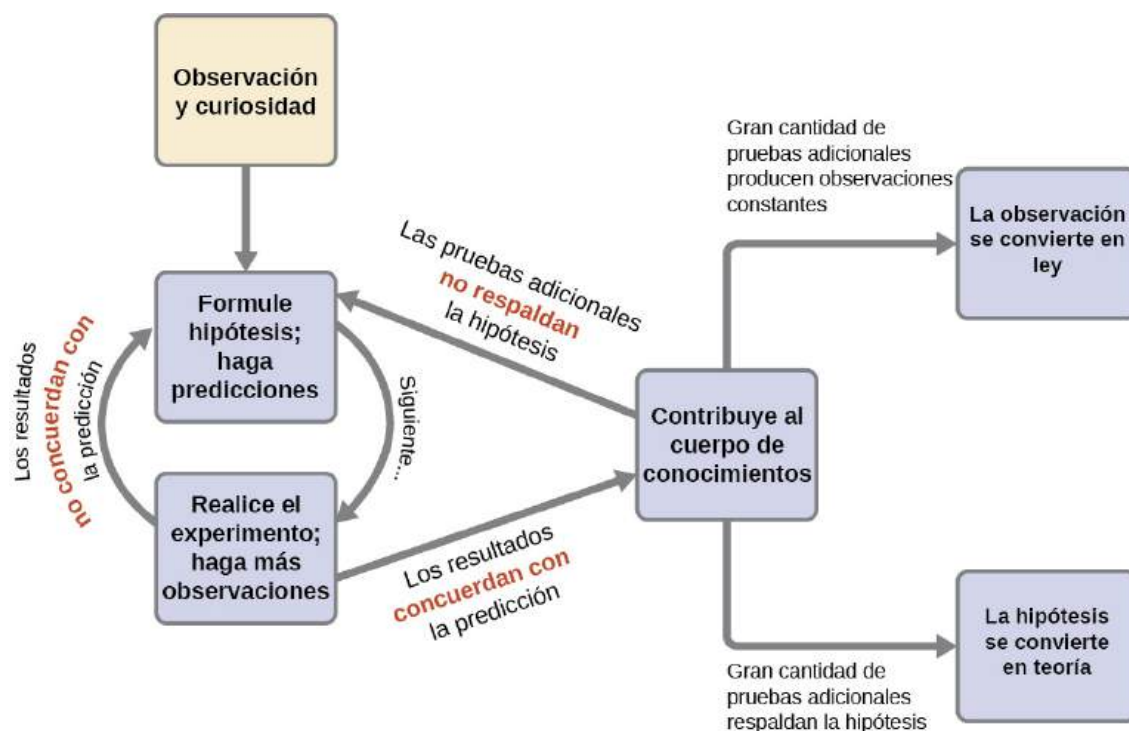 Observación
y curiosidad
Formule
hipótesis;
haga
predicciones
Siguiente...
Realice el
experimento;
haga más
observaciones
Los resultados
no concuerdan con
la predicción
Los resultados
concuerdan con
la predicción
Las pruebas adicionales
no respaldan
la hipótesis
Contribuye al
cuerpo de
conocimientos
Gran cantidad de
pruebas adicionales
producen observaciones
constantes
La observación
se convierte en
ley
Gran cantidad de
pruebas adicionales
respaldan la hipótesis
La hipótesis
se convierte
en teoría